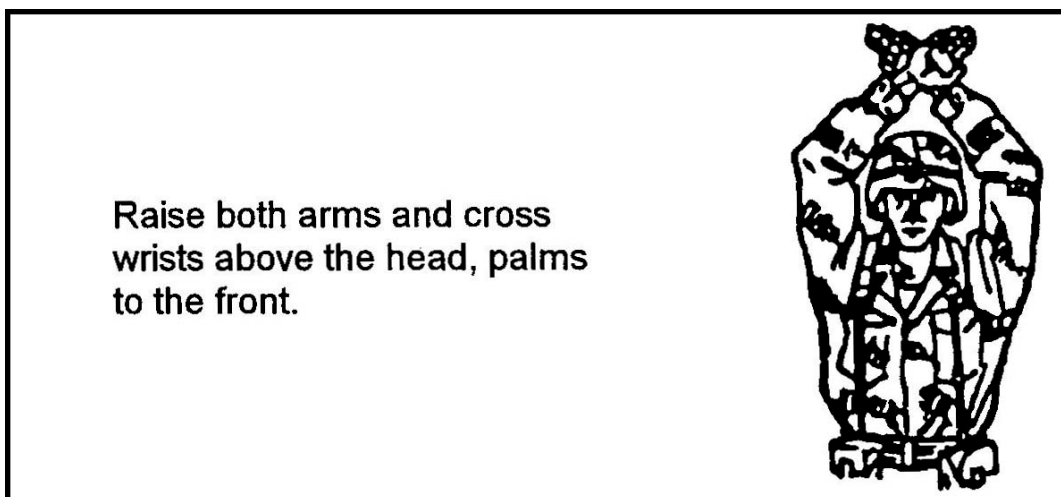 Raise both arms and cross
wrists above the head, palms
to the front.